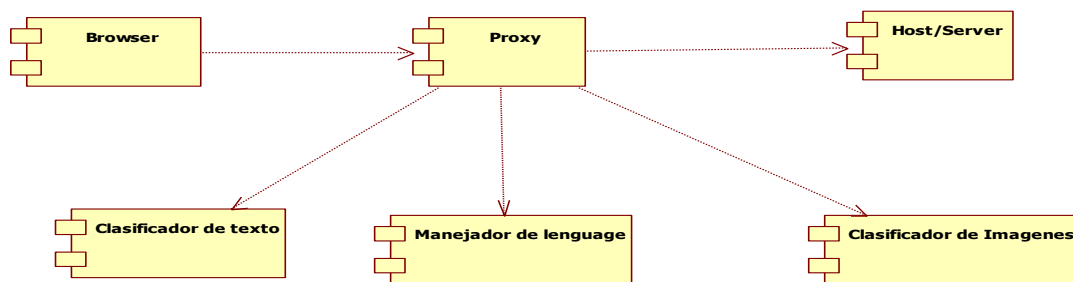 Browser
Proxy
Host/Server
Clasificador de texto
Manejador de lenguage
Clasificador de Imagenes